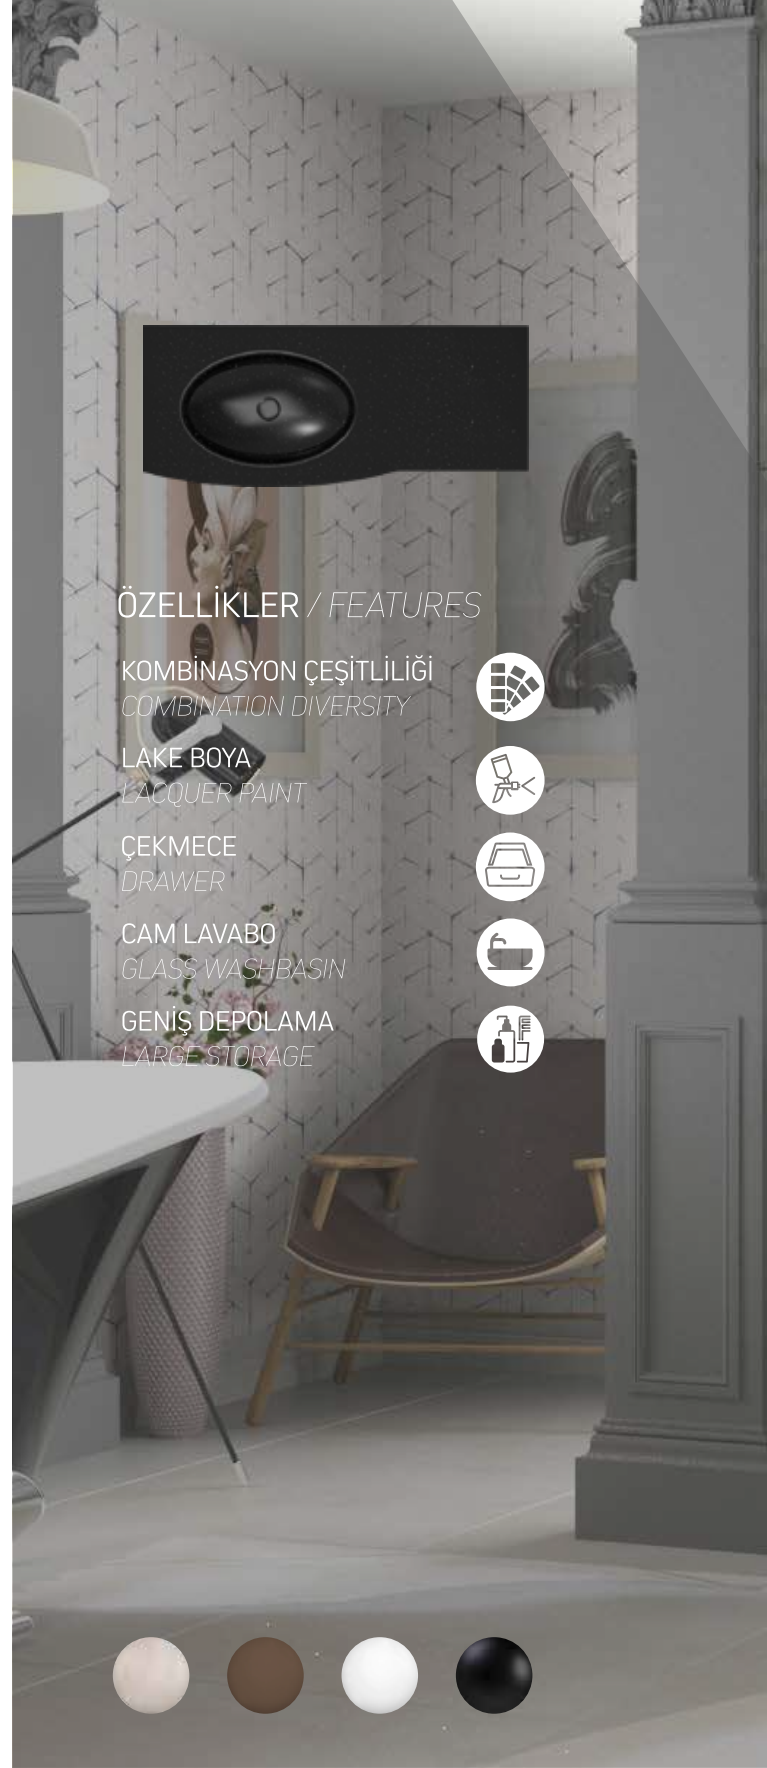 ÖZELLİKLER / FEATURES
KOMBİNASYON ÇEŞİTLİLİĞİ
COMBINATION DIVERSITY
LAKE BOYA
LACQUER PAINT
ÇEKMECE
DRAWER
CAM LAVABO
GLASS WASHBASIN
GENİŞ DEPOLAMA
LARGE STORAGE